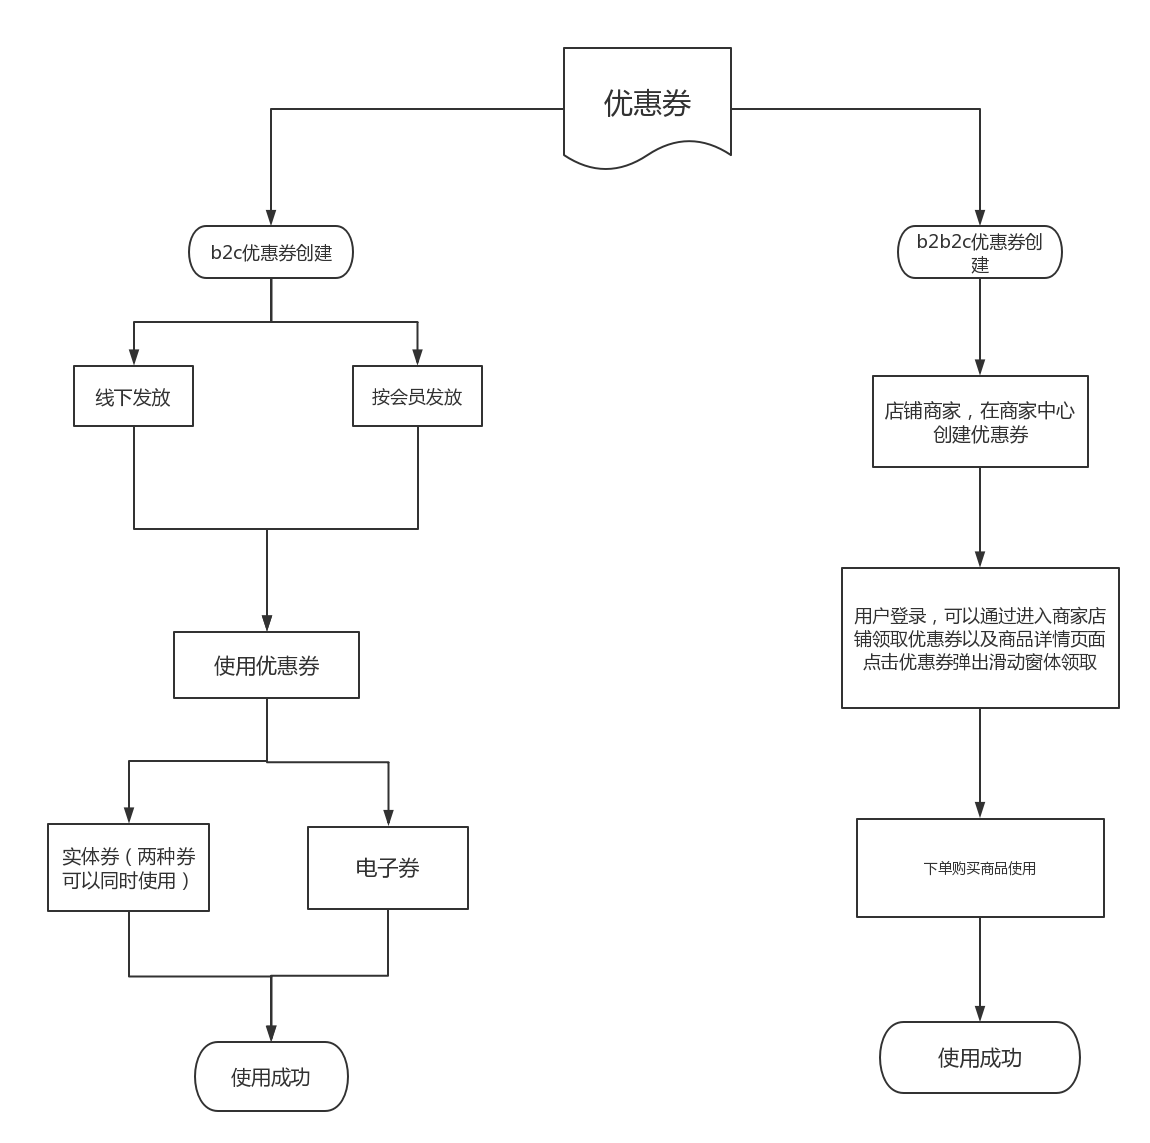 优惠券
b2c优惠券创建
b2b2c优惠券创
建
线下发放
按会员发放
店铺商家，在商家中心
创建优惠券
用户登录，可以通过进入商家店
铺领取优惠券以及商品详情页面
点击优惠券弹出滑动窗体领取
使用优惠券
实体券（两种券
可以同时使用）
电子券
下单购买商品使用
使用成功
使用成功